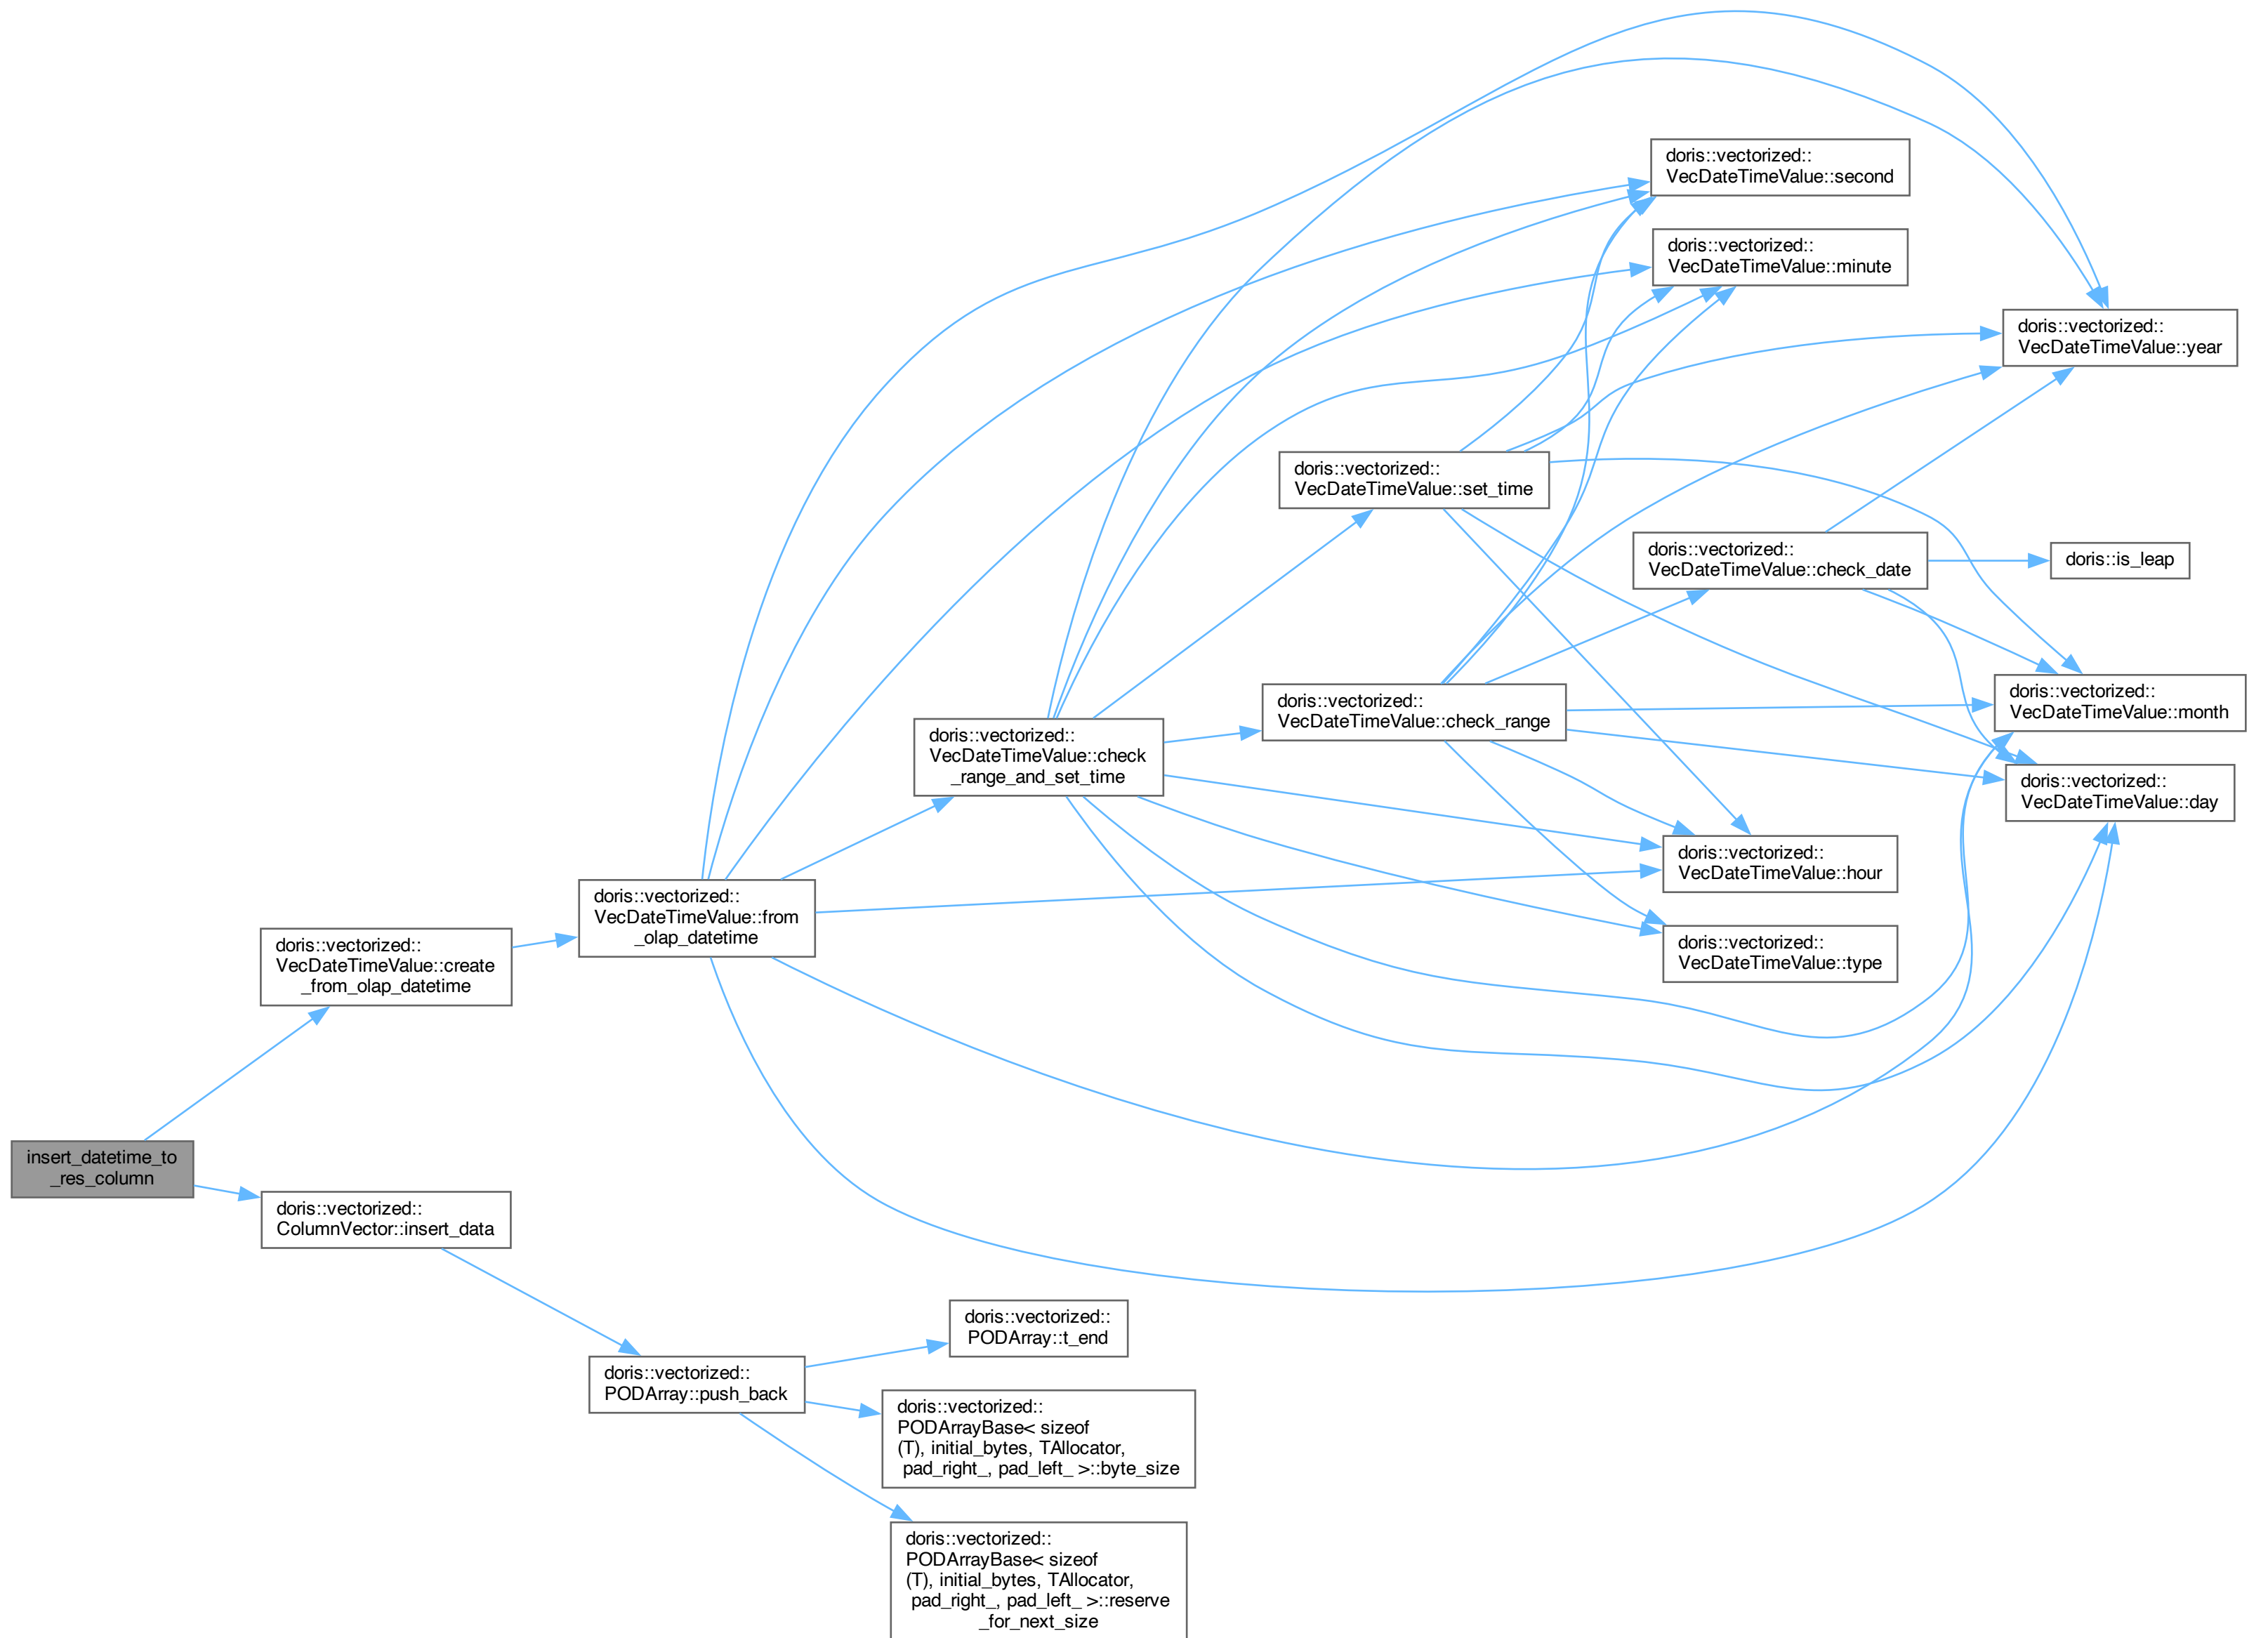 insert_datetime_to
_res_column
doris::vectorized::
VecDateTimeValue::create
_from_olap_datetime
doris::vectorized::
VecDateTimeValue::from
_olap_datetime
doris::vectorized::
VecDateTimeValue::check
_range_and_set_time
doris::vectorized::
VecDateTimeValue::set_time
doris::vectorized::
VecDateTimeValue::check_range
doris::vectorized::
VecDateTimeValue::second
doris::vectorized::
VecDateTimeValue::minute
doris::vectorized::
VecDateTimeValue::year
doris::vectorized::
VecDateTimeValue::check_date
doris::is_leap
doris::vectorized::
VecDateTimeValue::month
doris::vectorized::
VecDateTimeValue::day
doris::vectorized::
VecDateTimeValue::hour
doris::vectorized::
VecDateTimeValue::type
doris::vectorized::
ColumnVector::insert_data
doris::vectorized::
PODArray::push_back
doris::vectorized::
PODArray::t_end
doris::vectorized::
PODArrayBase< sizeof
(T), initial_bytes, TAllocator,
pad_right_, pad_left_ >::byte_size
doris::vectorized::
PODArrayBase< sizeof
(T), initial_bytes, TAllocator,
pad_right_, pad_left_ >::reserve
_for_next_size